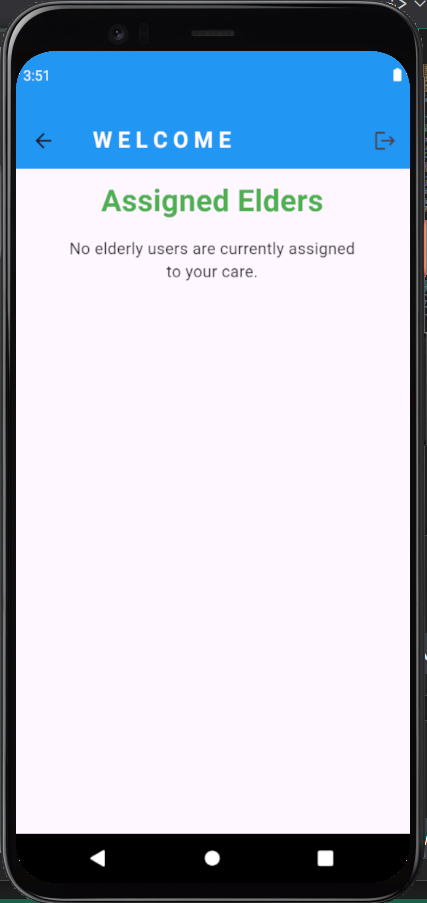 3:51
WELCOME
Assigned Elders
No elderly users are currently assigned
to your care.